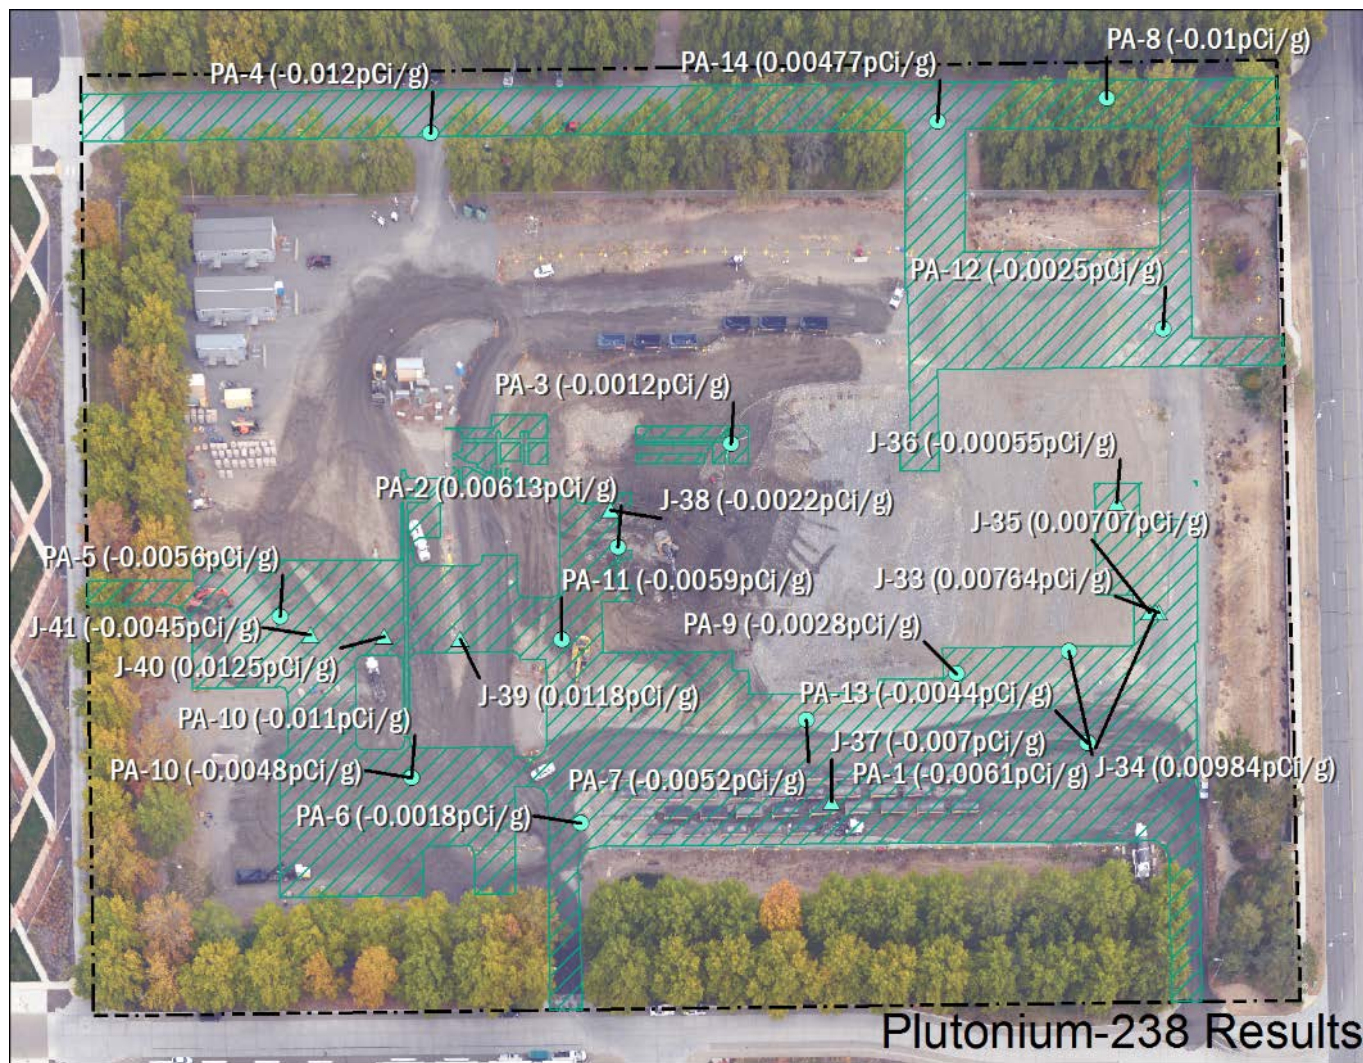 PA-8 (-0.01pCi/g)
PA-14 (0.00477pCi/g)
PA-4 (-0.012pCi/g)
PA-12 (-0.0025pCi/g)
PA-3 (-0.0012pCi/g)
J-36 (-0.00055pCi/g)
PA-2 (0.00613pCi/g)
J-38 (-0.0022pCi/g)
J-35 (0.00707pCi/g)
PA-5 (-0.0056pCi/g)
PA-11 (-0.0059pCi/g)
J-33 (0.00764pCi/g)
J-41 (-0.0045pCi/g)
PA-9 (-0.0028pCi/g)
J-40 (0.0125pCi/g)
J-39 (0.0118pCi/g)
PA-13 (-0.0044pCi/g)
PA-10 (-0.011pCi/g)
J-37 (-0.007pCi/g)
PA-10 (-0.0048pCi/g)
PA-7 (-0.0052pCi/g)
PA-1 (-0.0061pCi/g)
J-34 (0.00984pCi/g)
PA-6 (-0.0018pCi/g)
Plutonium-238 Results